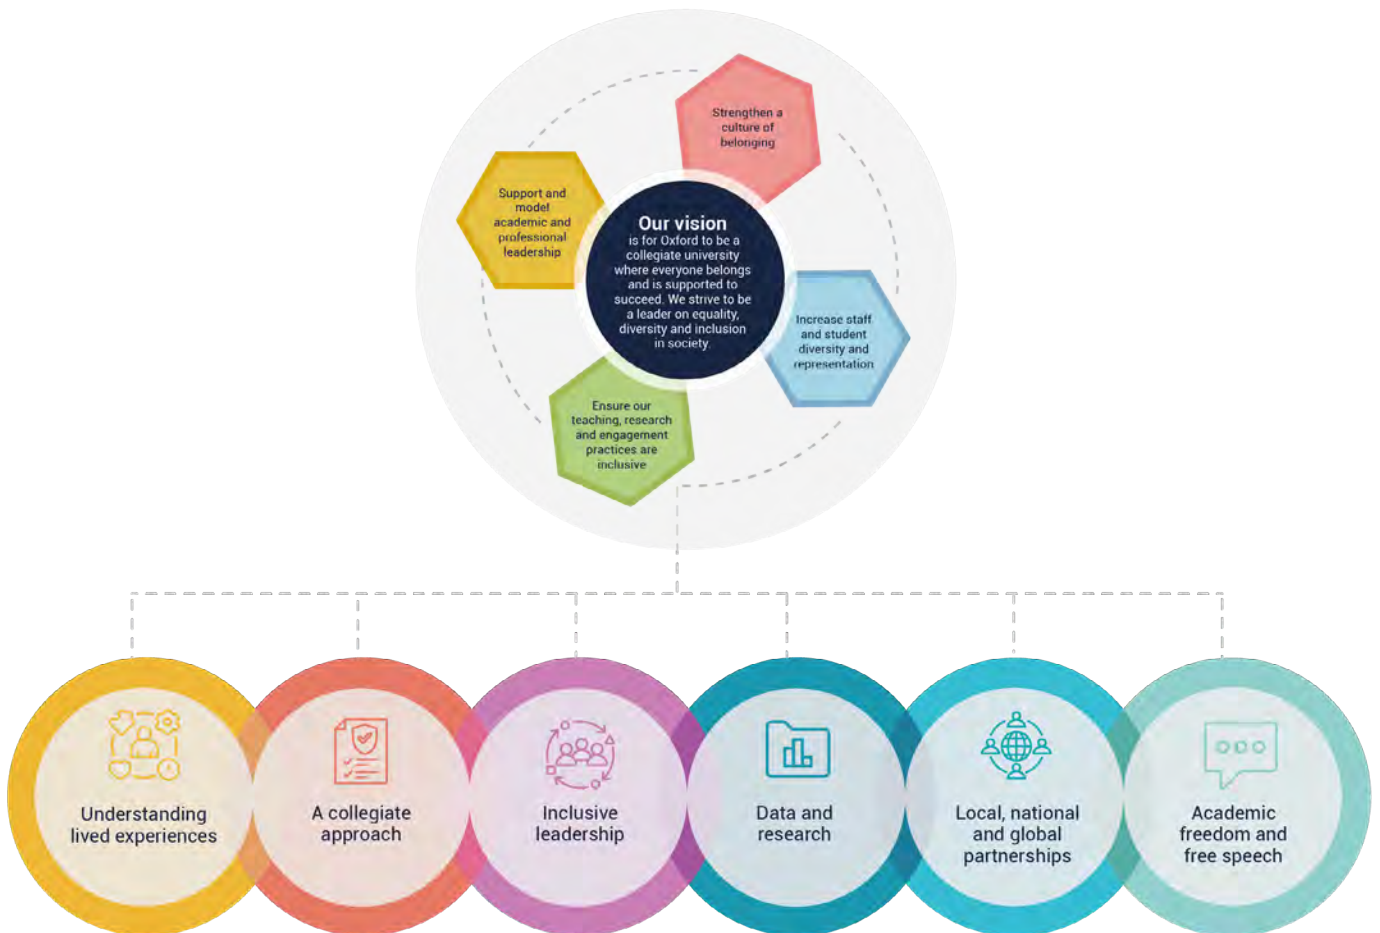 Strengthen a
culture of
belonging
Support and
model
academic and
professional
leadership
Our vision
is for Oxford to be a
collegiate university
where everyone belongs
and is supported to
succeed. We strive to be
a leader on equality,
diversity and inclusion
in society.
Increase staff
and student
diversity and
representation
Ensure our
teaching, research
and engagement
practices are
inclusive
Understanding
lived experiences
A collegiate
approach
Inclusive
leadership
Data and
research
Local, national
and global
partnerships
Academic
freedom and
free speech